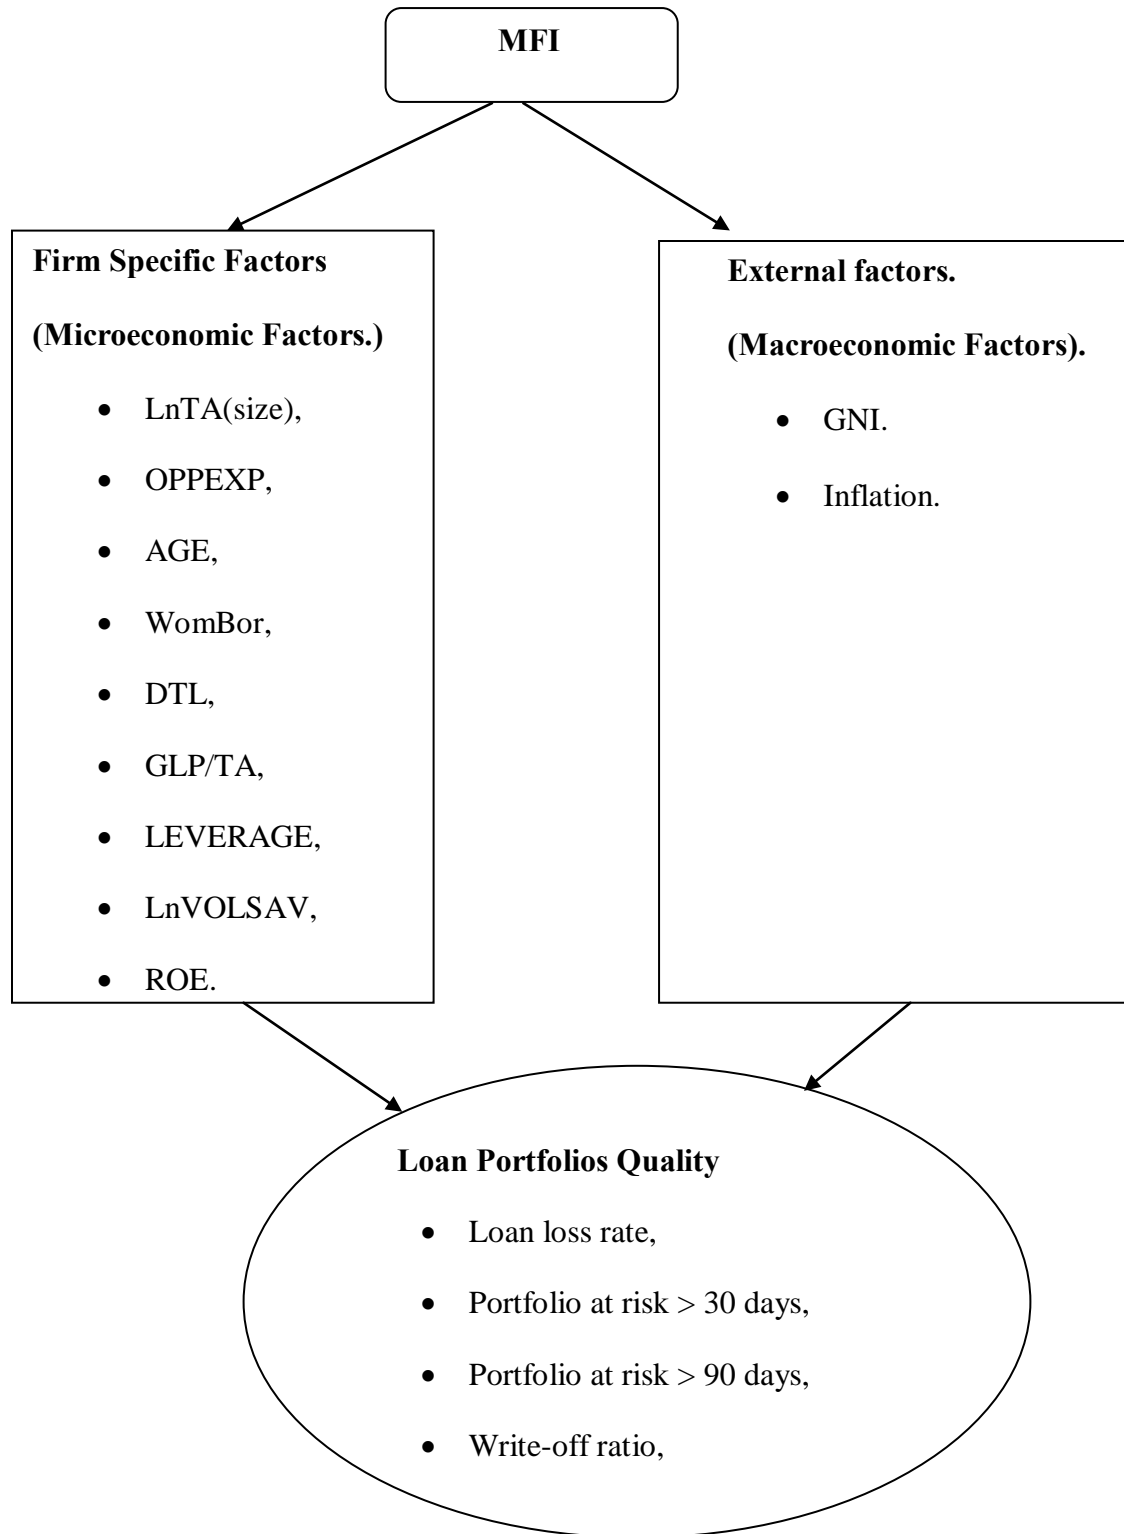 MFI
Firm Specific Factors
(Microeconomic Factors.)
• LnTA(size),
• OPPEXP,
• AGE,
• WomBor,
• DTL,
• GLP/TA,
• LEVERAGE,
• LnVOLSAV,
• ROE.
External factors.
(Macroeconomic Factors).
• GNI.
• Inflation.
Loan Portfolios Quality
• Loan loss rate,
• Portfolio at risk > 30 days,
• Portfolio at risk > 90 days,
• Write-off ratio,